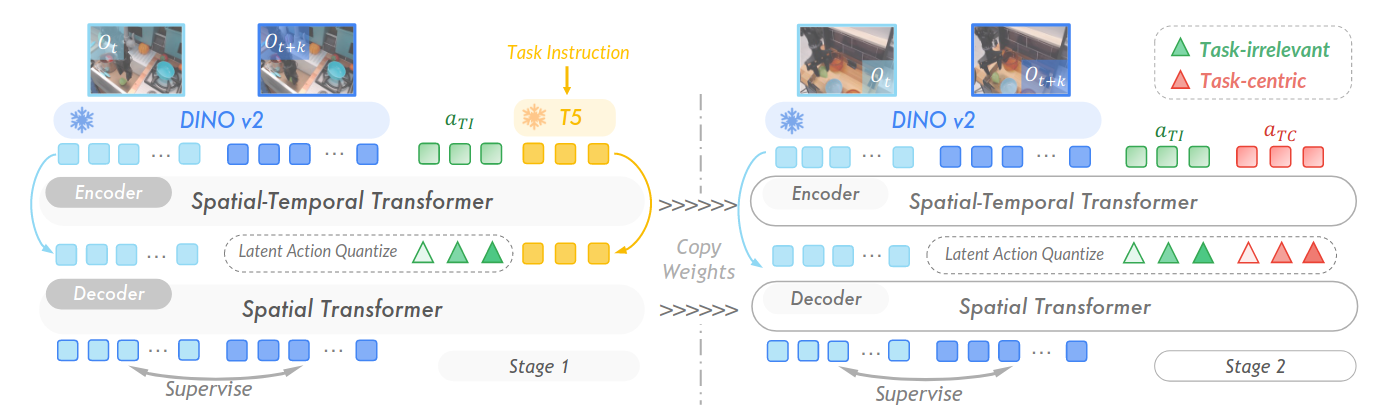 O_t
O_{t+k}
Task Instruction
DINO v2
a_{TI}
T5
...
...
Encoder
Spatial-Temporal Transformer
...
Latent Action Quantize
Decoder
Spatial Transformer
...
...
Supervise
Stage 1
>>>>>>
Copy
Weights
>>>>>>
O_t
O_{t+k}
Task-irrelevant
Task-centric
DINO v2
a_{TI}
a_{TC}
...
...
Encoder
Spatial-Temporal Transformer
...
Latent Action Quantize
Decoder
Spatial Transformer
...
...
Supervise
Stage 2